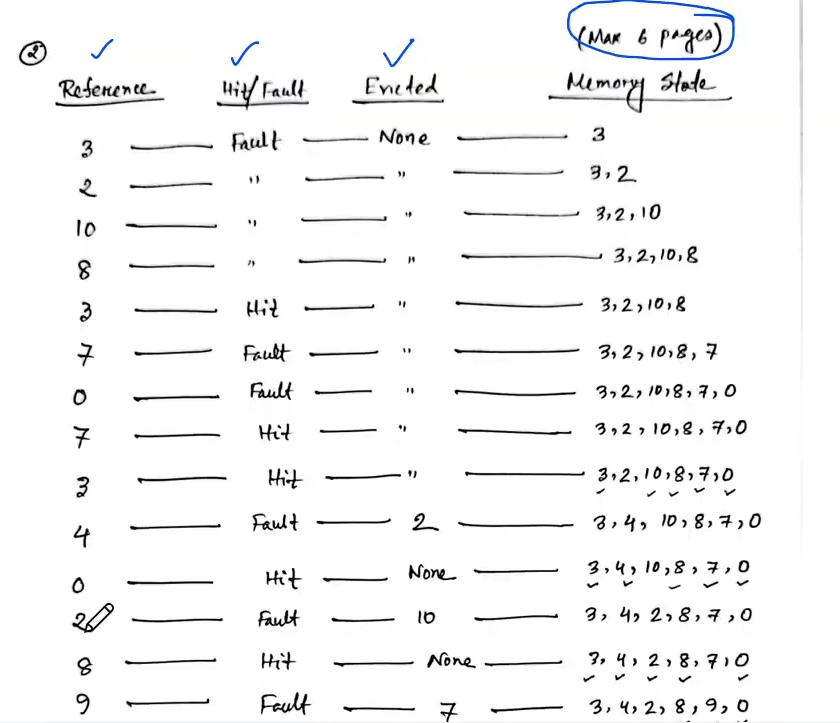 (Max 6 pages)
②
Reference Hit/Fault Evicted Memory State
3 Fault None 3
2 " " 3, 2
10 " " 3, 2, 10
8 " " 3, 2, 10, 8
3 Hit " 3, 2, 10, 8
7 Fault " 3, 2, 10, 8, 7
0 Fault " 3, 2, 10, 8, 7, 0
7 Hit " 3, 2, 10, 8, 7, 0
3 Hit " 3, 2, 10, 8, 7, 0
4 Fault 2 3, 4, 10, 8, 7, 0
0 Hit None 3, 4, 10, 8, 7, 0
2 Fault 10 3, 4, 2, 8, 7, 0
8 Hit None 3, 4, 2, 8, 7, 0
9 Fault 7 3, 4, 2, 8, 9, 0